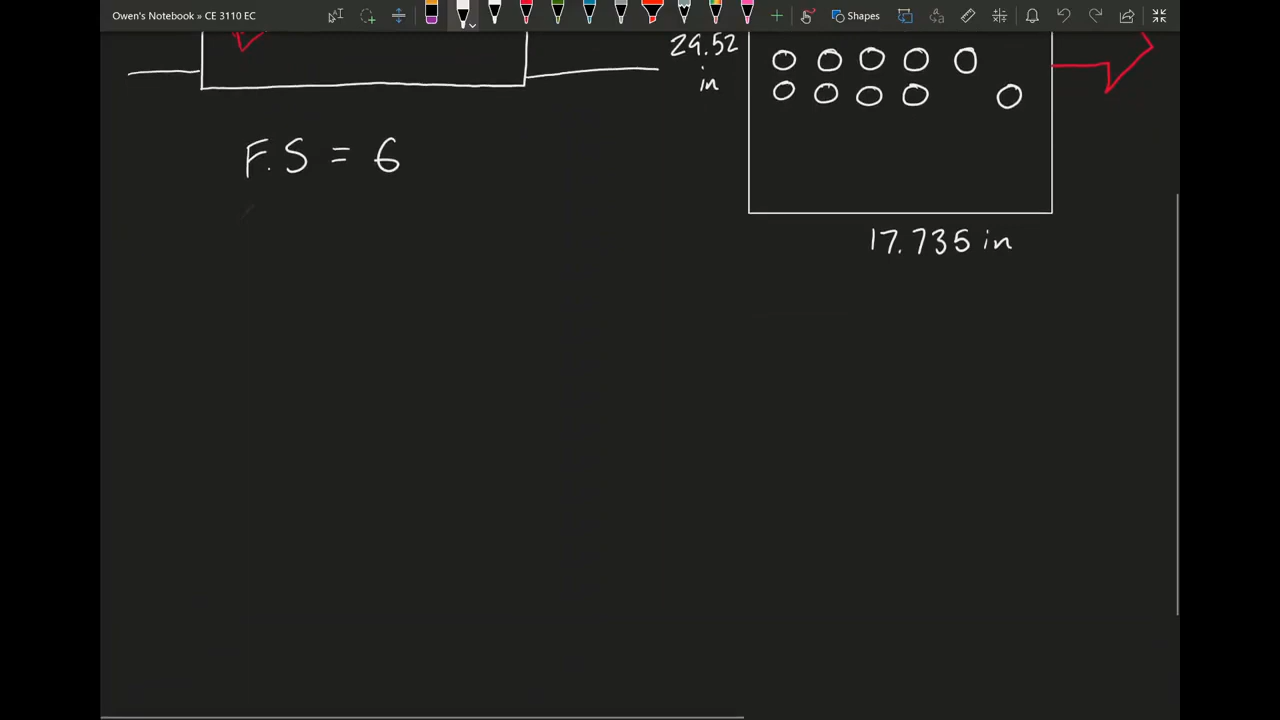 Owen's Notebook » CE 3110 EC
Shapes
29.52
in
F.S = 6
17.735 in